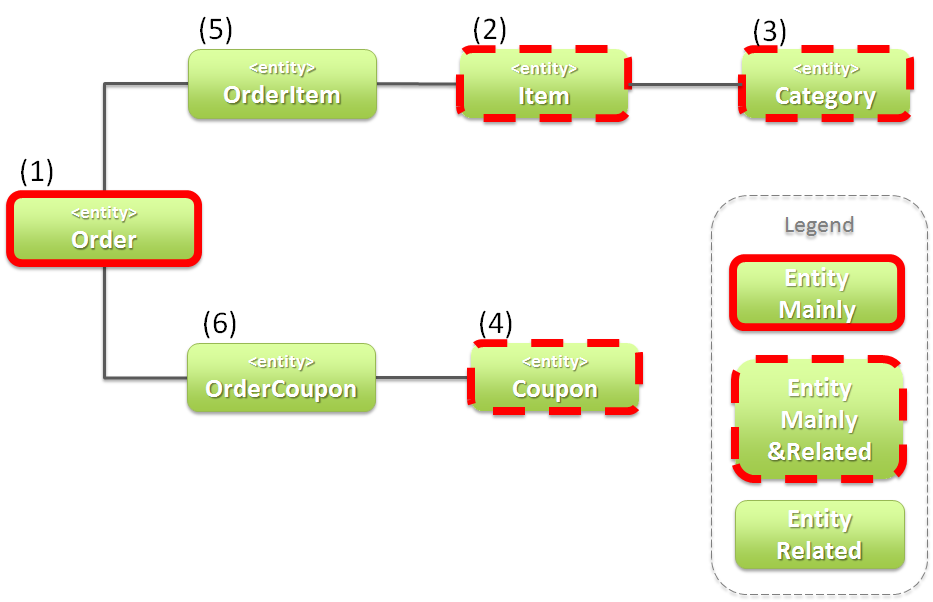 (5)
<entity>
OrderItem
(2)
<entity>
Item
(3)
<entity>
Category
(1)
<entity>
Order
(6)
<entity>
OrderCoupon
(4)
<entity>
Coupon
Legend
Entity
Mainly
Entity
Mainly
&Related
Entity
Related